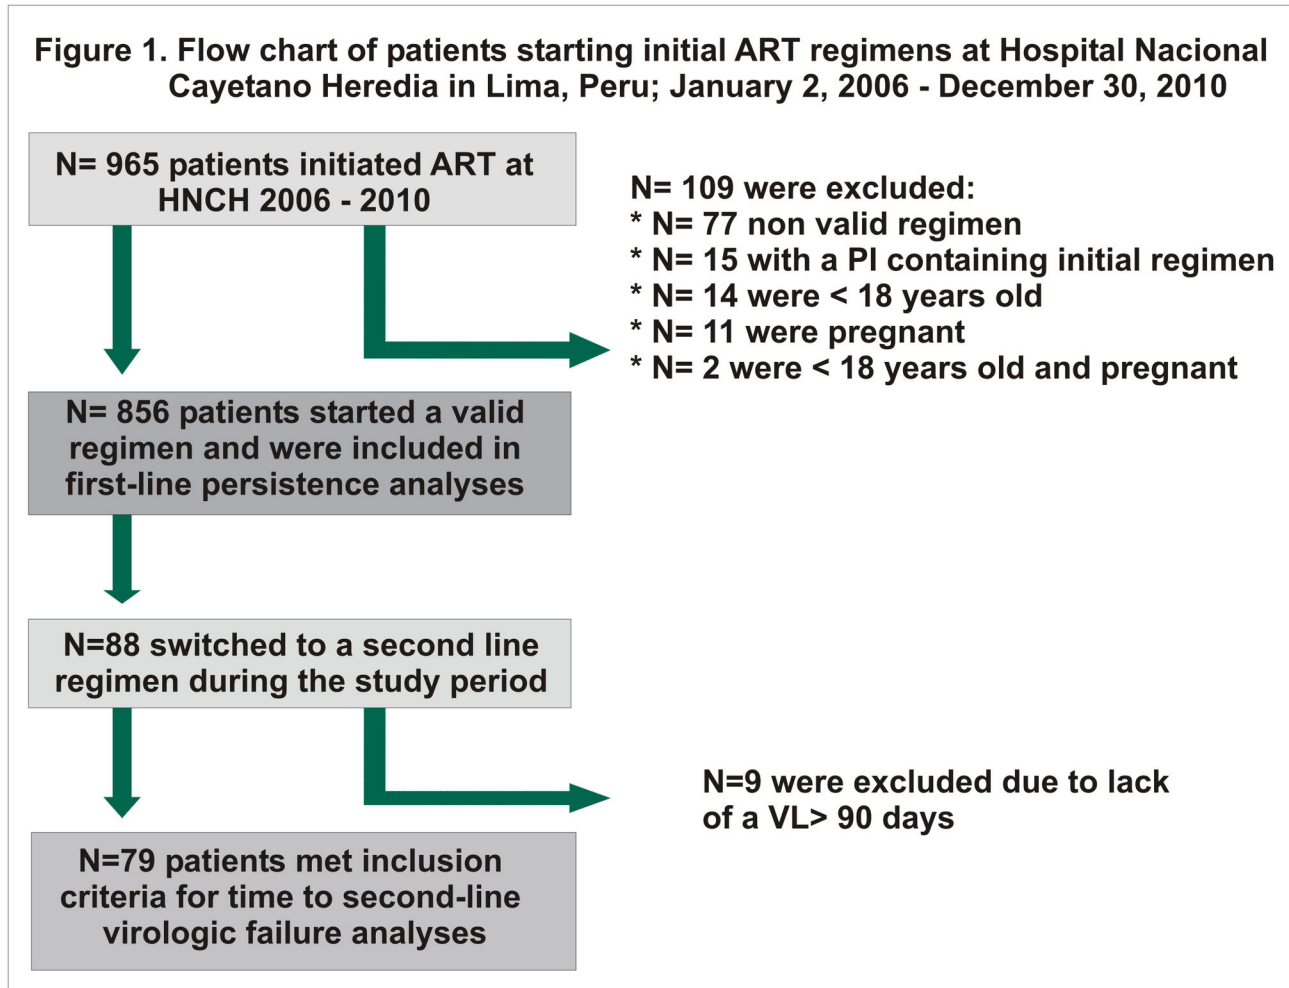 Figure 1. Flow chart of patients starting initial ART regimens at Hospital Nacional
Cayetano Heredia in Lima, Peru; January 2, 2006 - December 30, 2010
N= 965 patients initiated ART at
HNCH 2006 - 2010
N= 109 were excluded:
* N= 77 non valid regimen
* N= 15 with a PI containing initial regimen
* N= 14 were < 18 years old
* N= 11 were pregnant
* N= 2 were < 18 years old and pregnant
N= 856 patients started a valid
regimen and were included in
first-line persistence analyses
N=88 switched to a second line
regimen during the study period
N=9 were excluded due to lack
of a VL> 90 days
N=79 patients met inclusion
criteria for time to second-line
virologic failure analyses